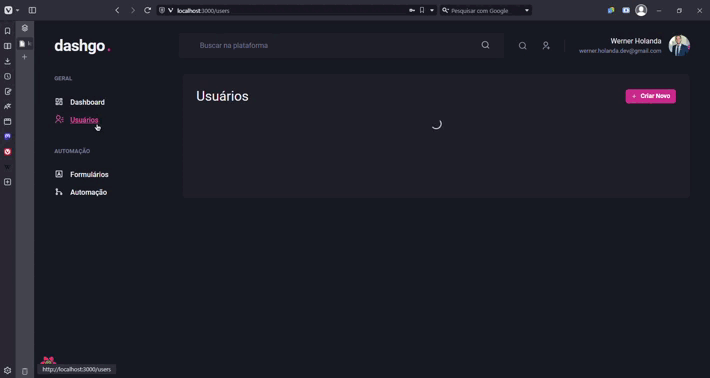 localhost:3000/users
Pesquisar com Google
dashgo.
Buscar na plataforma
Werner Holanda
werner.holanda.dev@gmail.com
GERAL
Dashboard
Usuários
AUTOMAÇÃO
Formulários
Automação
Usuários
+ Criar Novo
http://localhost:3000/users